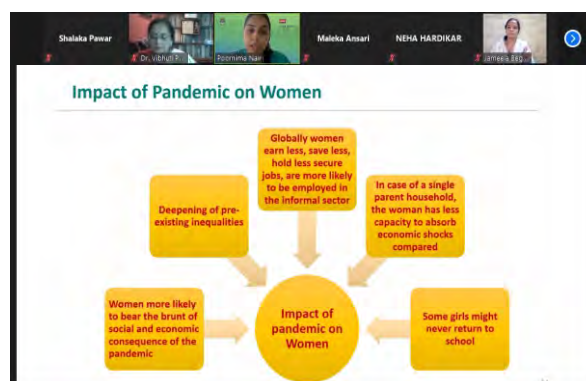 Shalaka Pawar
Dr. Vibhuti P...
Poornima Nair
Maleka Ansari
NEHA HARDIKAR
Jameela Beg...
Impact of Pandemic on Women
Globally women
earn less, save less,
hold less secure
jobs, are more likely
to be employed in
the informal sector
Deepening of pre-
existing inequalities
In case of a single
parent household,
the woman has less
capacity to absorb
economic shocks
compared
Women more likely
to bear the brunt of
social and economic
consequence of the
pandemic
Impact of
pandemic on
Women
Some girls might
never return to
school